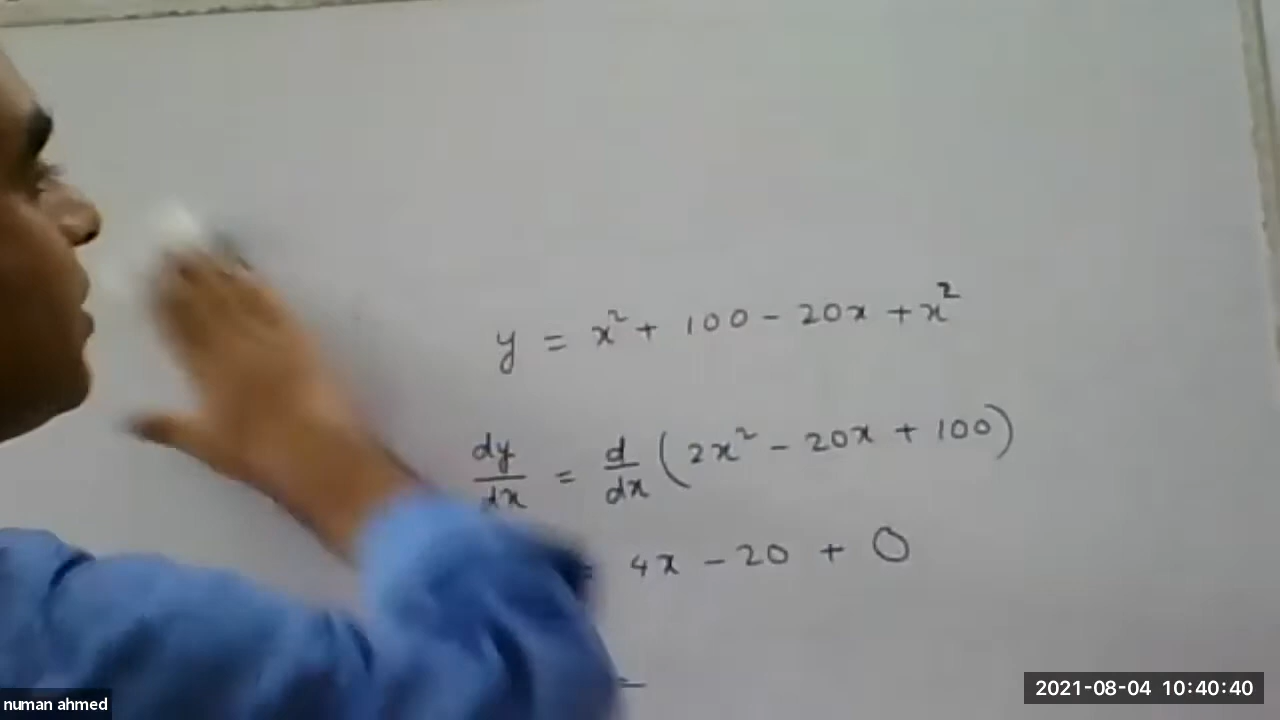 y = x² + 100 - 20x + x²
dy/dx = d/dx (2x² - 20x + 100)
= 4x - 20 + 0
numan ahmed
2021-08-04 10:40:40